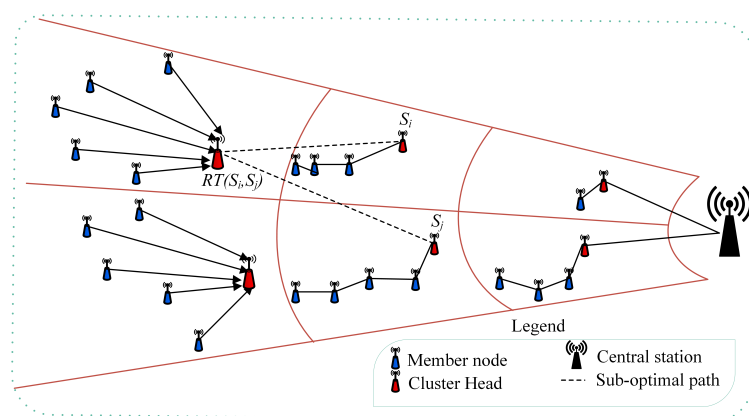 S_i
RT(S_i,S_j)
S_j
Legend
Member node
Central station
Cluster Head
Sub-optimal path